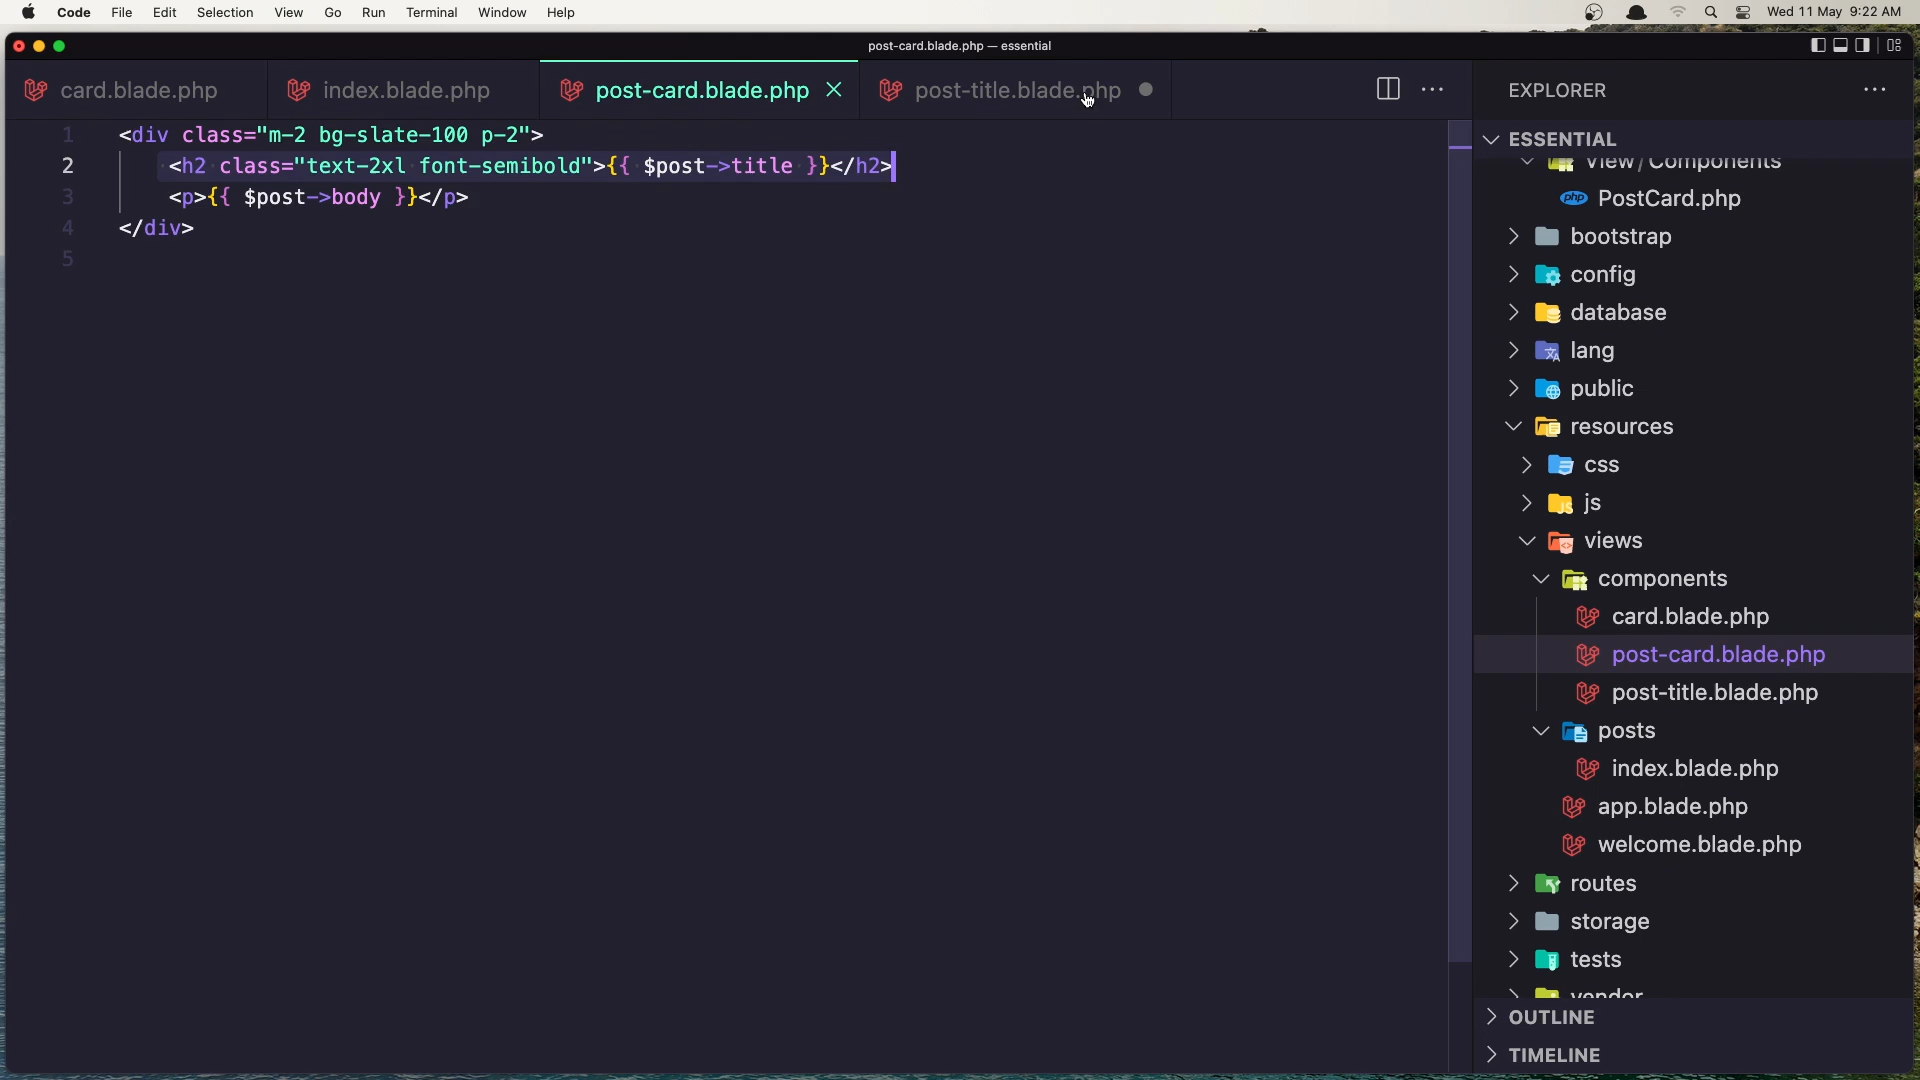 Code File Edit Selection View Go Run Terminal Window Help Wed 11 May 9:22 AM
post-card.blade.php — essential
card.blade.php index.blade.php post-card.blade.php post-title.blade.php
1 <div class="m-2 bg-slate-100 p-2">
2 <h2 class="text-2xl font-semibold">{{ $post->title }}</h2>
3 <p>{{ $post->body }}</p>
4 </div>
5
EXPLORER
ESSENTIAL
View/Components
php PostCard.php
bootstrap
config
database
lang
public
resources
css
JS js
views
components
card.blade.php
post-card.blade.php
post-title.blade.php
posts
index.blade.php
app.blade.php
welcome.blade.php
routes
storage
tests
vendor
OUTLINE
TIMELINE